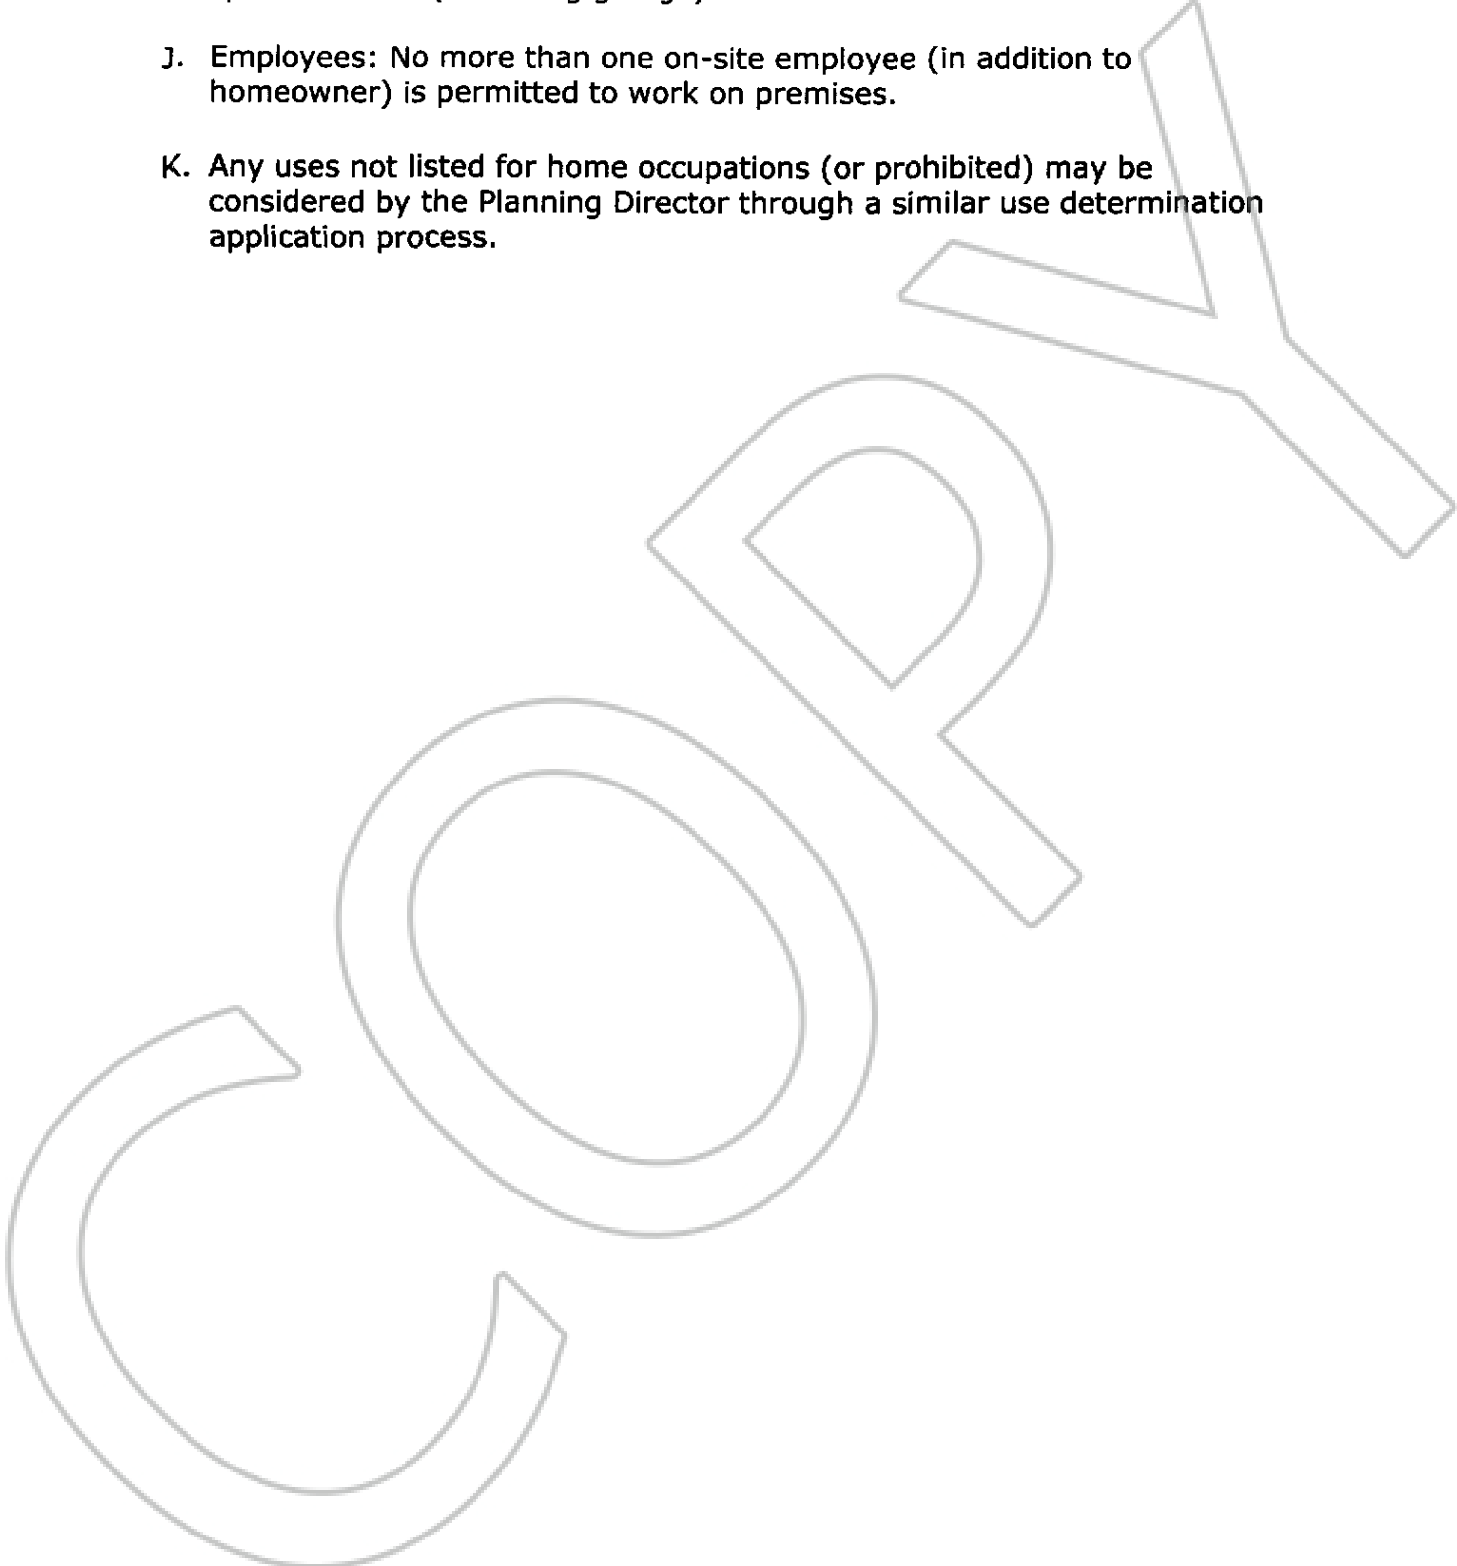 J. Employees: No more than one on-site employee (in addition to
homeowner) is permitted to work on premises.
K. Any uses not listed for home occupations (or prohibited) may be
considered by the Planning Director through a similar use determination
application process.
COPY